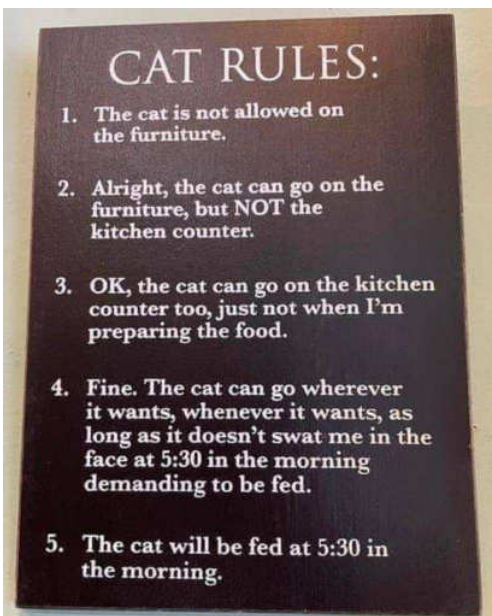 CAT RULES:
1. The cat is not allowed on
the furniture.
2. Alright, the cat can go on the
furniture, but NOT the
kitchen counter.
3. OK, the cat can go on the kitchen
counter too, just not when I'm
preparing the food.
4. Fine. The cat can go wherever
it wants, whenever it wants, as
long as it doesn't swat me in the
face at 5:30 in the morning
demanding to be fed.
5. The cat will be fed at 5:30 in
the morning.